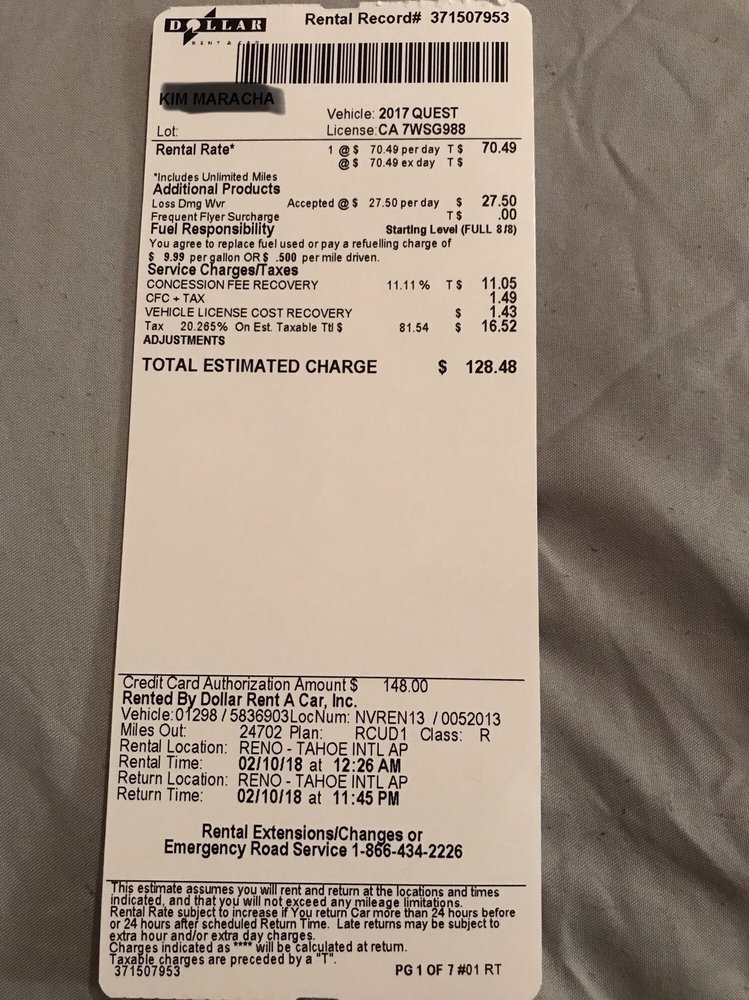 DOLLAR
RENT A CAR
Rental Record# 371507953
KIM MARACHA
Vehicle: 2017 QUEST
Lot: License:CA 7WSG988
Rental Rate* 1 @ $ 70.49 per day T $ 70.49
@ $ 70.49 ex day T $
*Includes Unlimited Miles
Additional Products
Loss Dmg Wvr Accepted @ $ 27.50 per day $ 27.50
Frequent Flyer Surcharge T $ .00
Fuel Responsibility Starting Level (FULL 8/8)
You agree to replace fuel used or pay a refuelling charge of
$ 9.99 per gallon OR $ .500 per mile driven.
Service Charges/Taxes
CONCESSION FEE RECOVERY 11.11 % T $ 11.05
CFC + TAX 1.49
VEHICLE LICENSE COST RECOVERY $ 1.43
Tax 20.265% On Est. Taxable Ttl $ 81.54 $ 16.52
ADJUSTMENTS
TOTAL ESTIMATED CHARGE $ 128.48
Credit Card Authorization Amount $ 148.00
Rented By Dollar Rent A Car, Inc.
Vehicle: 01298 / 5836903 LocNum: NVREN13 / 0052013
Miles Out: 24702 Plan: RCUD1 Class: R
Rental Location: RENO - TAHOE INTL AP
Rental Time: 02/10/18 at 12:26 AM
Return Location: RENO - TAHOE INTL AP
Return Time: 02/10/18 at 11:45 PM
Rental Extensions/Changes or
Emergency Road Service 1-866-434-2226
This estimate assumes you will rent and return at the locations and times
indicated, and that you will not exceed any mileage limitations.
Rental Rate subject to increase if You return Car more than 24 hours before
or 24 hours after scheduled Return Time. Late returns may be subject to
extra hour and/or extra day charges.
Charges indicated as "****" will be calculated at return.
Taxable charges are preceded by a "T".
371507953 PG 1 OF 7 #01 RT